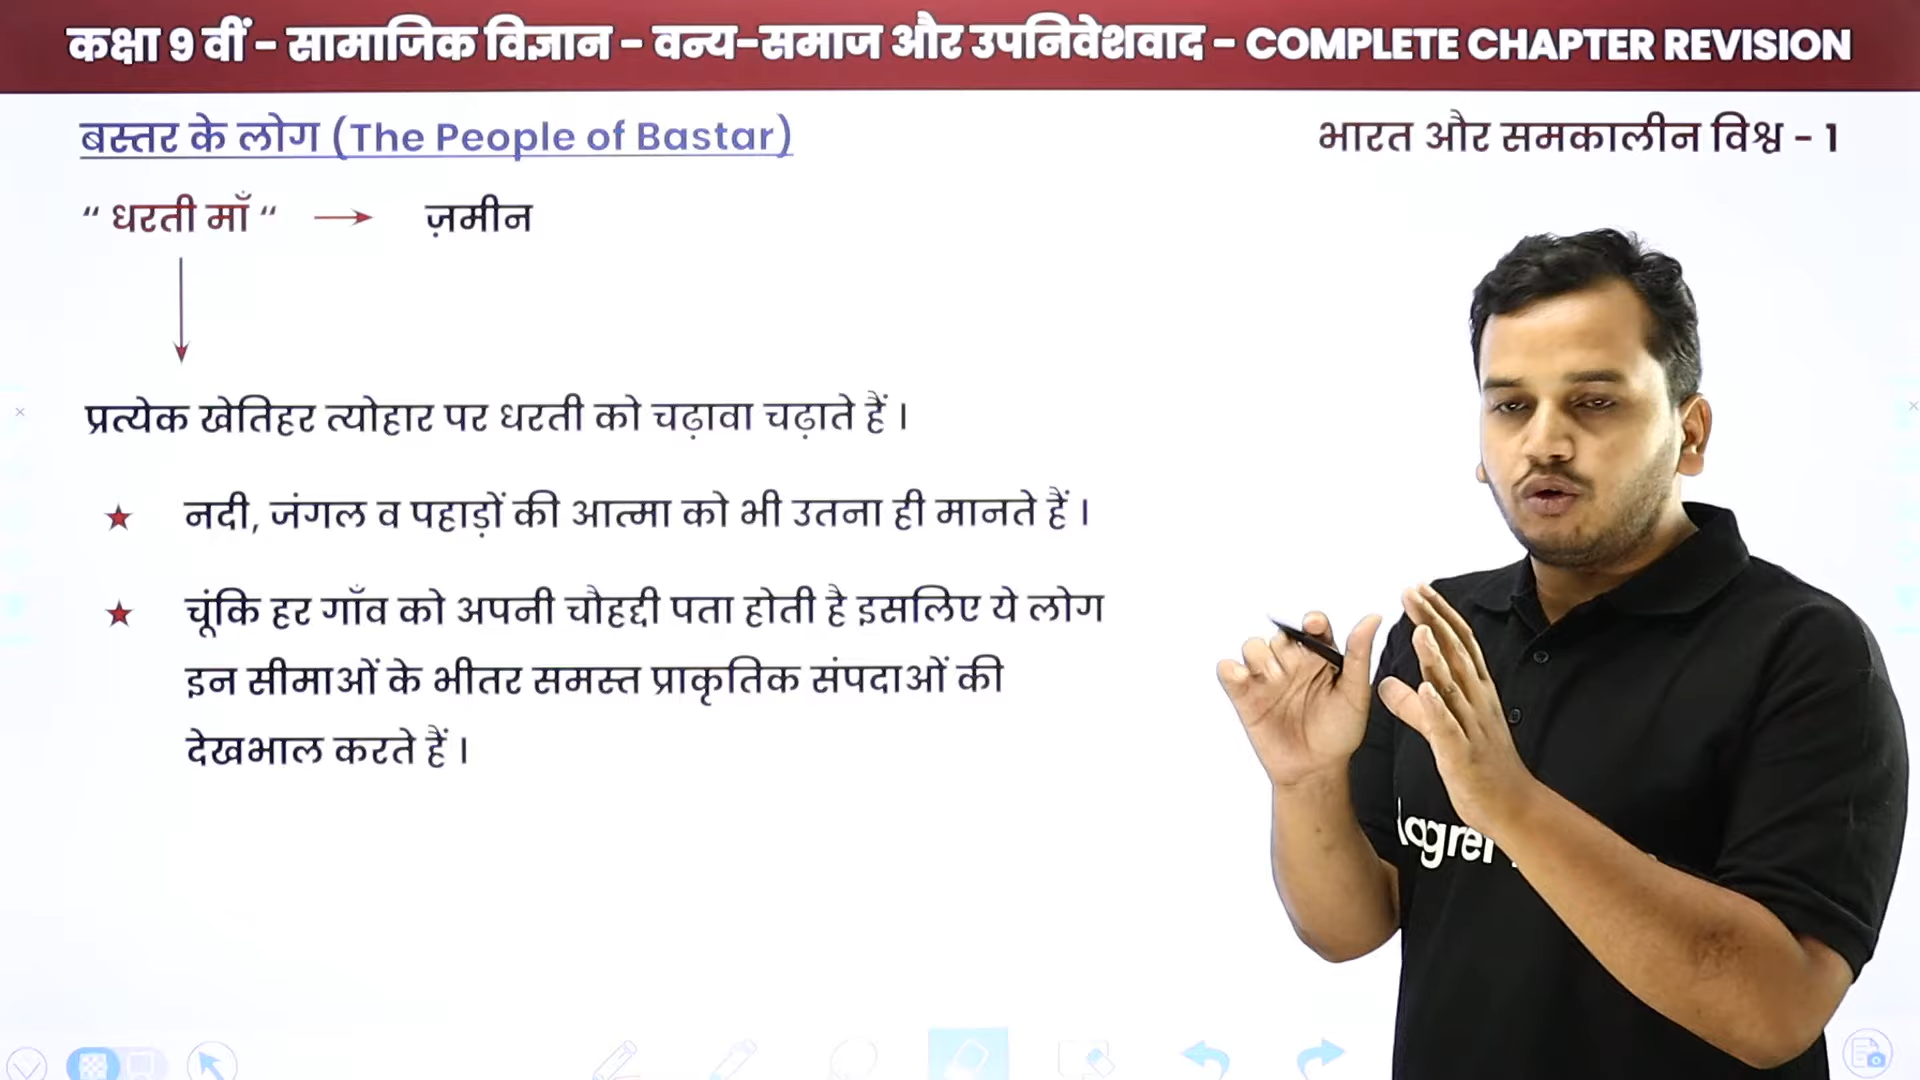 कक्षा 9 वीं - सामाजिक विज्ञान - वन्य-समाज और उपनिवेशवाद - COMPLETE CHAPTER REVISION
बस्तर के लोग (The People of Bastar)
भारत और समकालीन विश्व - 1
“ धरती माँ “ → ज़मीन
प्रत्येक खेतिहर त्योहार पर धरती को चढ़ावा चढ़ाते हैं ।
★ नदी, जंगल व पहाड़ों की आत्मा को भी उतना ही मानते हैं ।
★ चूंकि हर गाँव को अपनी चौहद्दी पता होती है इसलिए ये लोग
इन सीमाओं के भीतर समस्त प्राकृतिक संपदाओं की
देखभाल करते हैं ।